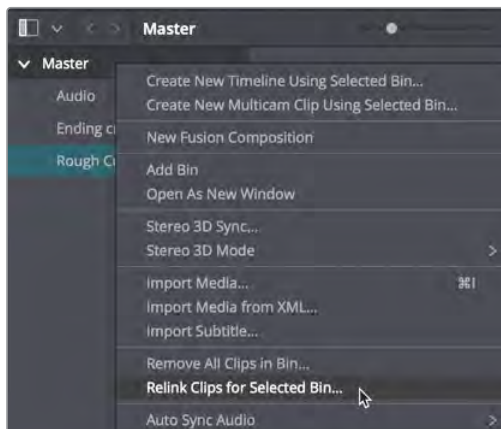 Master
Master
Audio
Ending c
Rough C
Create New Timeline Using Selected Bin...
Create New Multicam Clip Using Selected Bin...
New Fusion Composition
Add Bin
Open As New Window
Stereo 3D Sync...
Stereo 3D Mode
Import Media... ⌘I
Import Media from XML...
Import Subtitle...
Remove All Clips in Bin...
Relink Clips for Selected Bin...
Auto Sync Audio